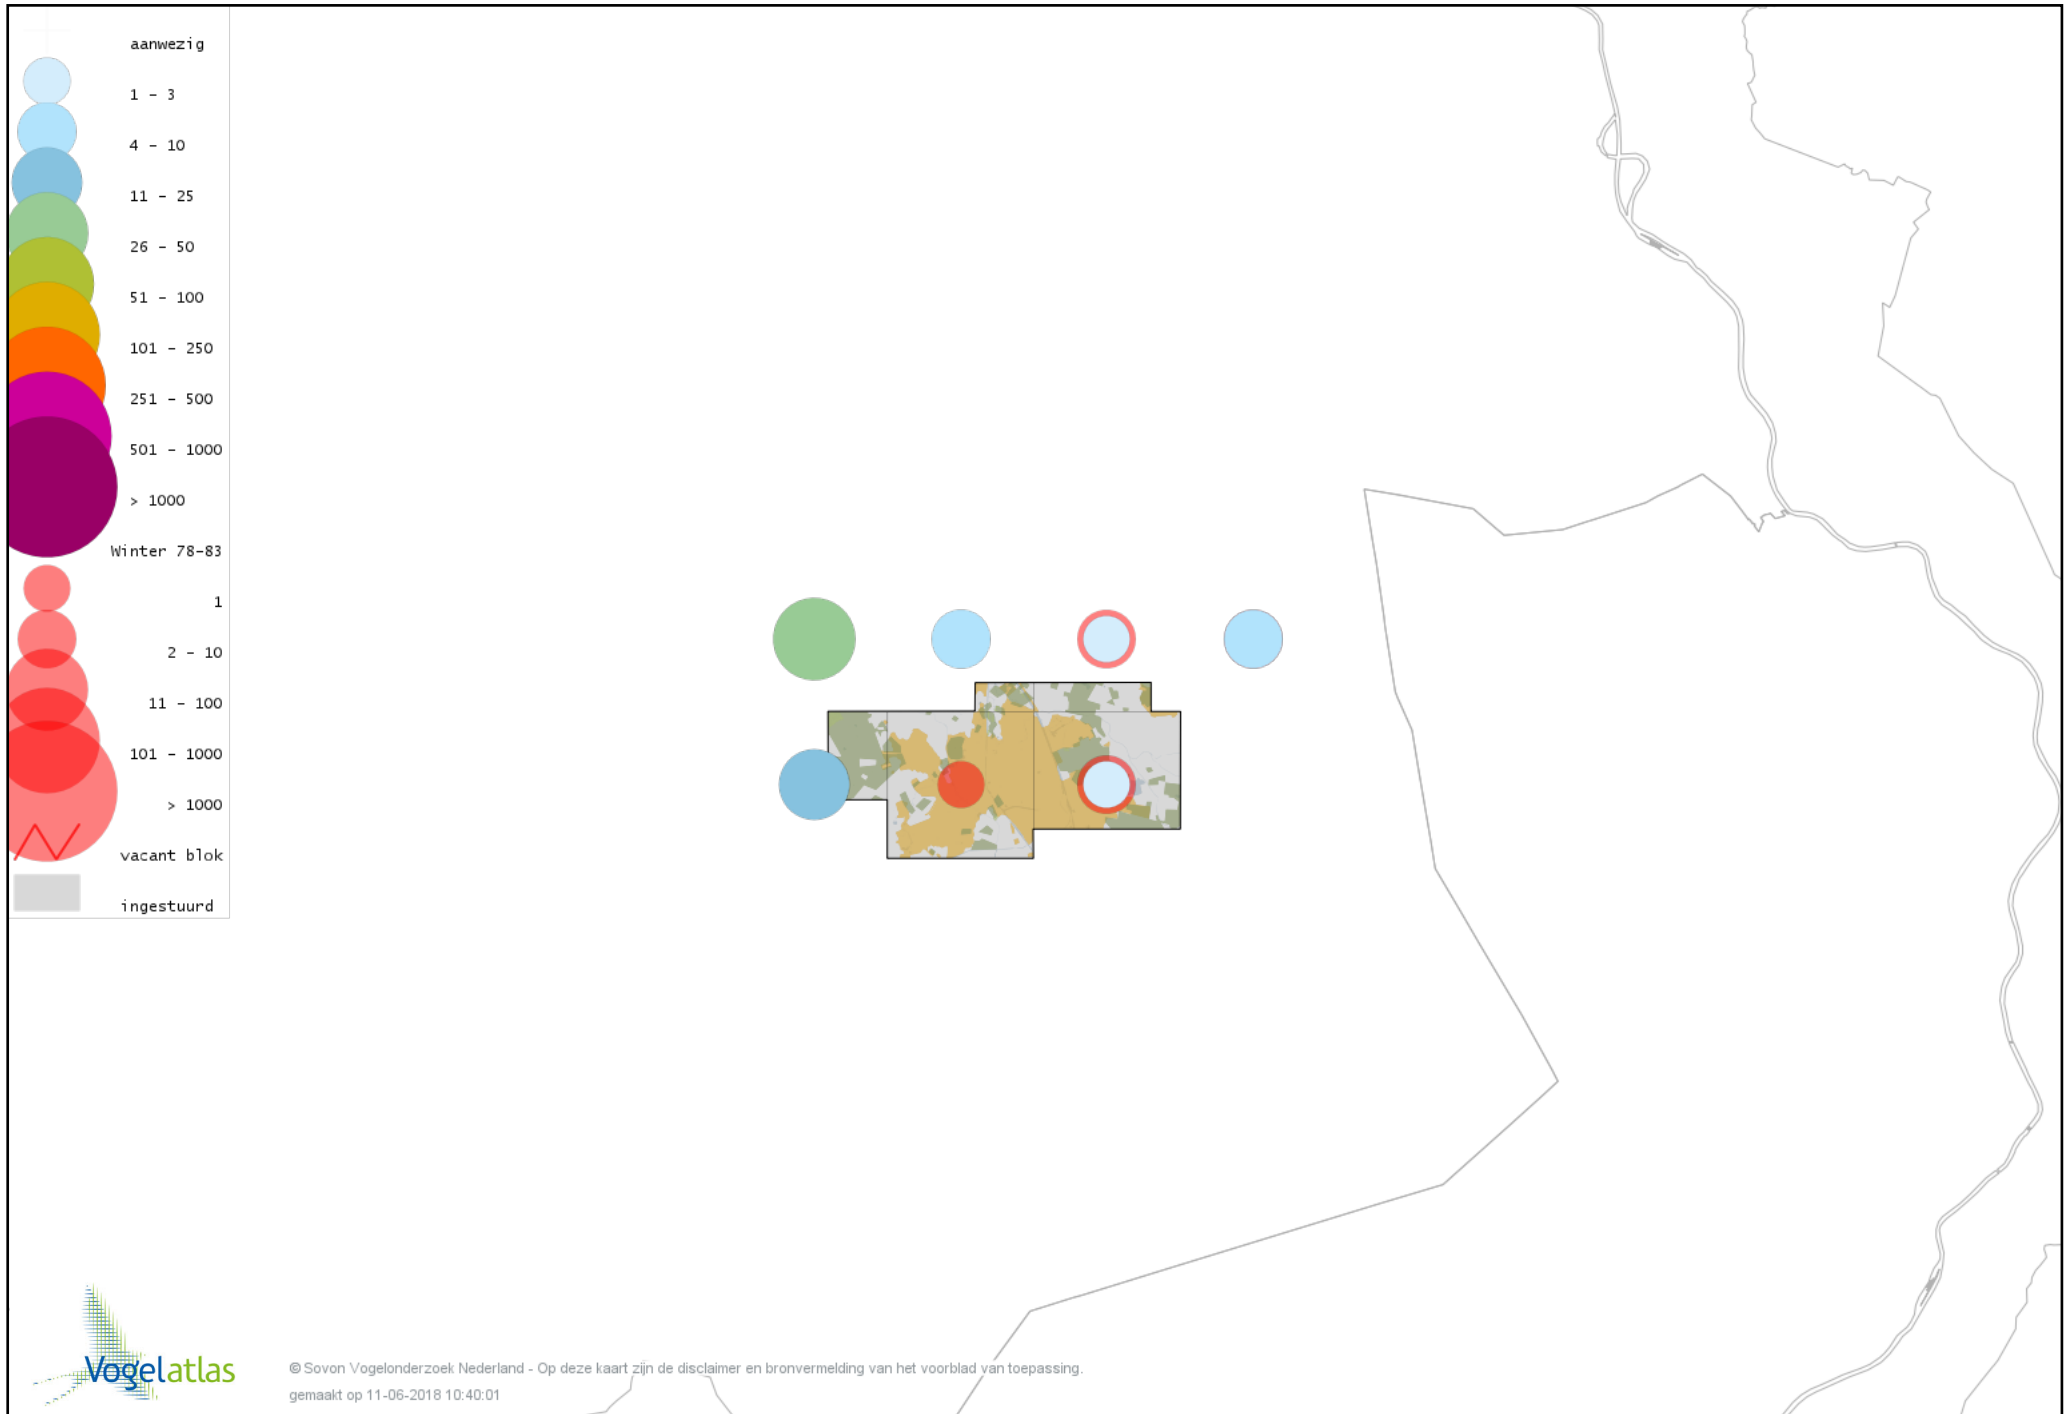 aanwezig
1 - 3
4 - 10
11 - 25
26 - 50
51 - 100
101 - 250
251 - 500
501 - 1000
> 1000
Winter 78-83
1
2 - 10
11 - 100
101 - 1000
> 1000
vacant blok
ingestuurd
Vogelatlas
© Sovon Vogelonderzoek Nederland - Op deze kaart zijn de disclaimer en bronvermelding van het voorblad van toepassing.
gemaakt op 11-06-2018 10:40:01